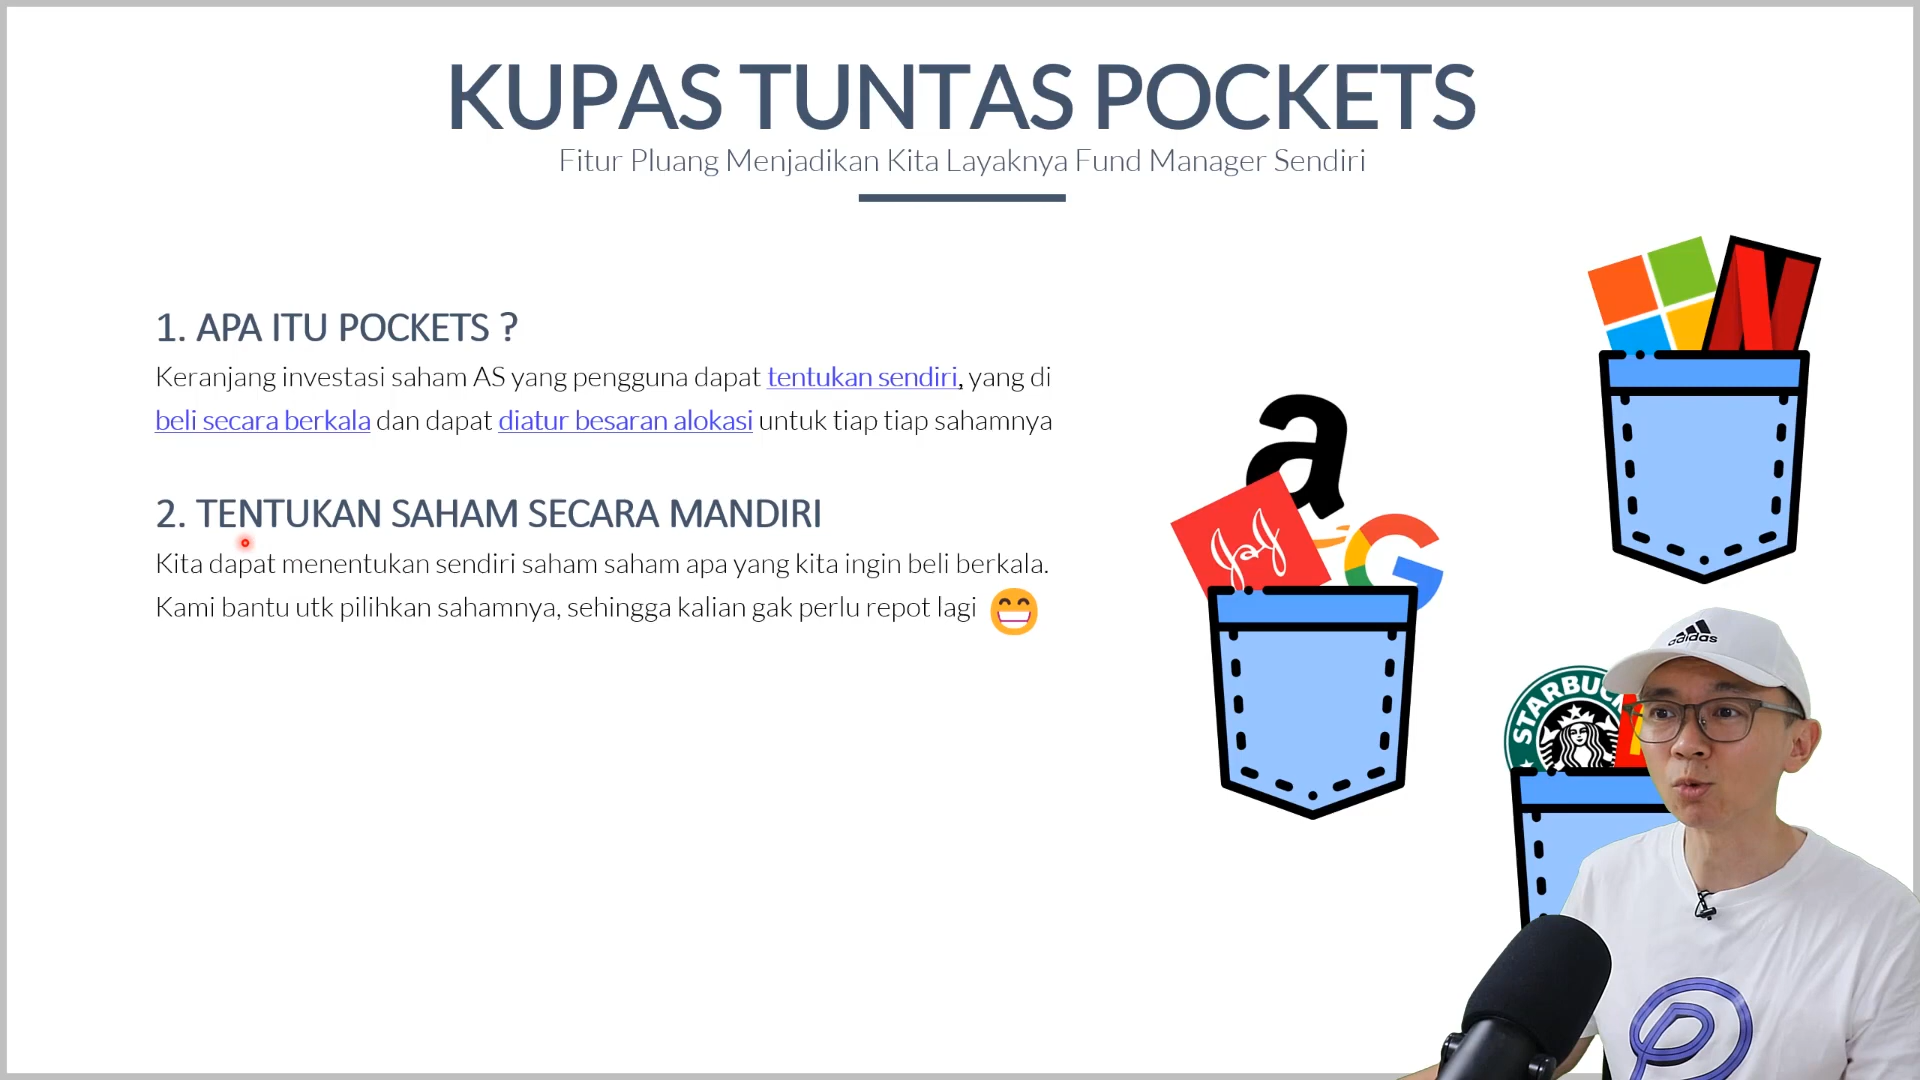 KUPAS TUNTAS POCKETS
Fitur Pluang Menjadikan Kita Layaknya Fund Manager Sendiri
1. APA ITU POCKETS ?
Keranjang investasi saham AS yang pengguna dapat tentukan sendiri, yang di
beli secara berkala dan dapat diatur besaran alokasi untuk tiap tiap sahamnya
2. TENTUKAN SAHAM SECARA MANDIRI
Kita dapat menentukan sendiri saham saham apa yang kita ingin beli berkala.
Kami bantu utk pilihkan sahamnya, sehingga kalian gak perlu repot lagi
a
J&J
G
adidas